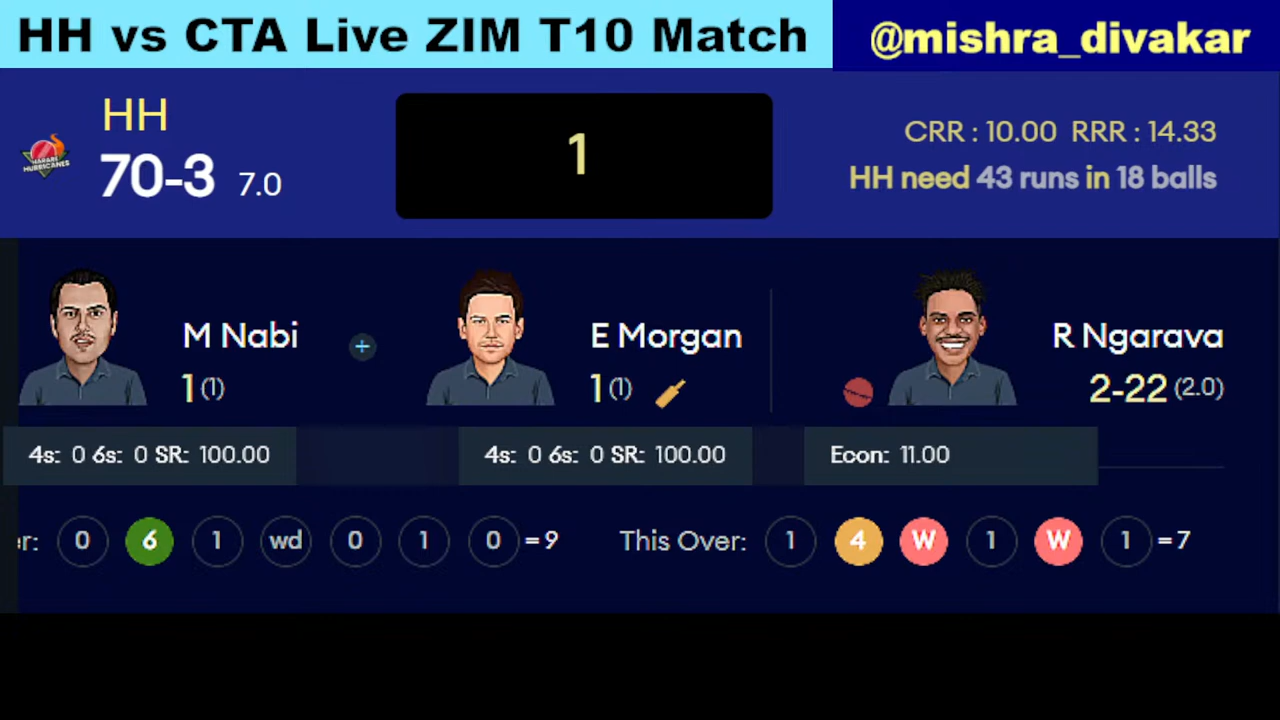 HH vs CTA Live ZIM T10 Match
@mishra_divakar
HARARE
HURRICANES
HH
70-3 7.0
1
CRR : 10.00 RRR : 14.33
HH need 43 runs in 18 balls
M Nabi
1 (1)
+
E Morgan
1 (1)
R Ngarava
2-22 (2.0)
4s: 0 6s: 0 SR: 100.00
4s: 0 6s: 0 SR: 100.00
Econ: 11.00
er: 0 6 1 wd 0 1 0 = 9
This Over: 1 4 W 1 W 1 = 7